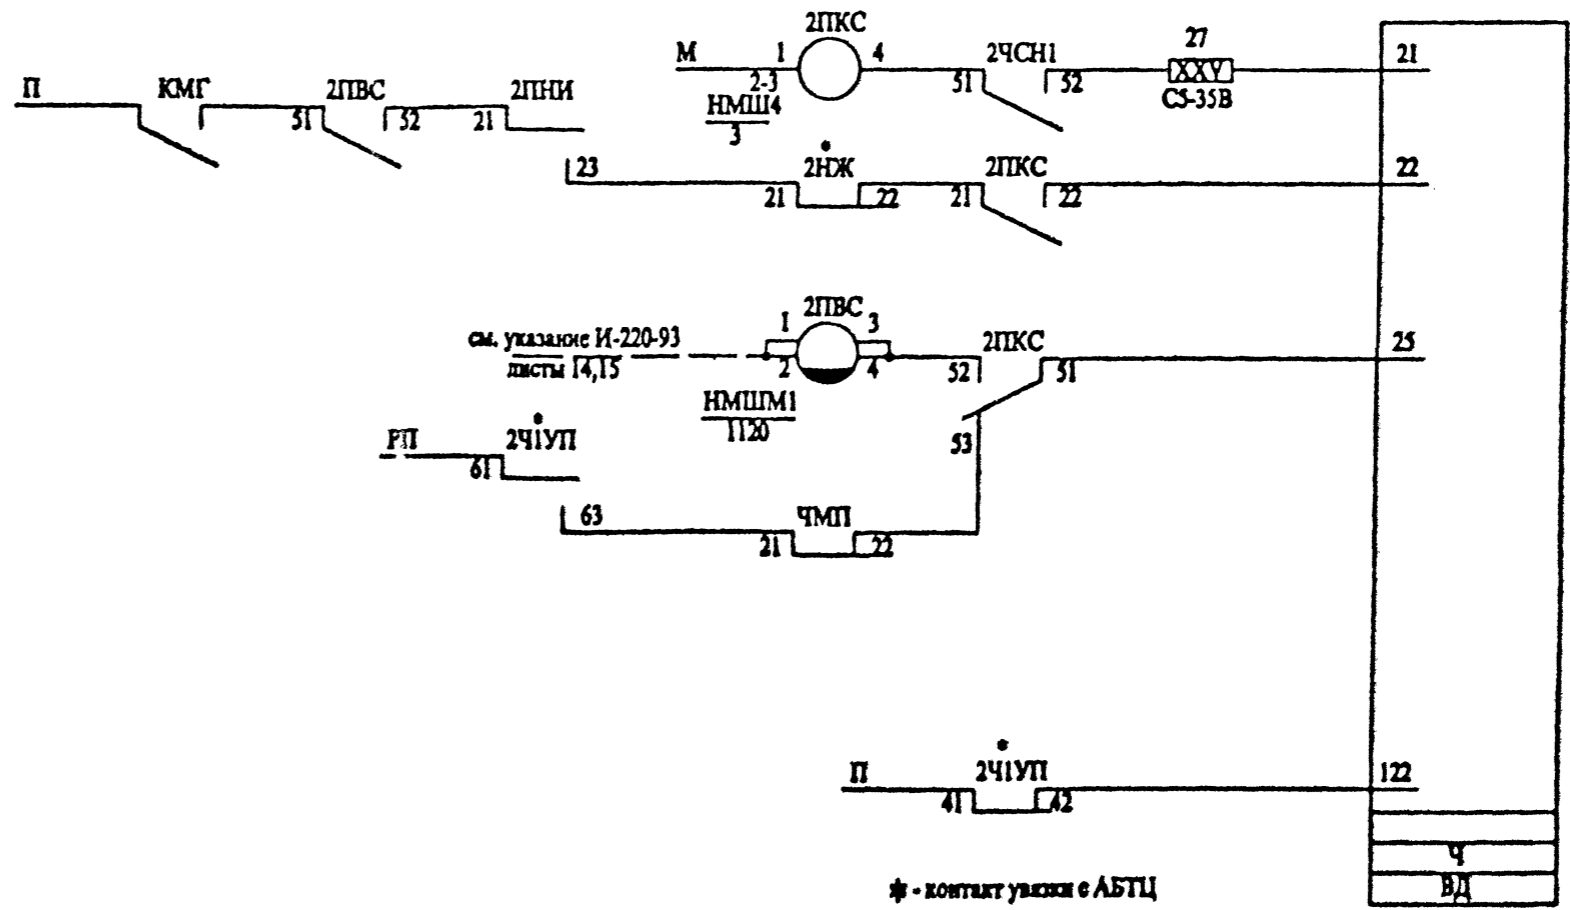 2ПКС
М 1 4 2ЧСН1 27 21
2-3 51 52 С5-35В
П КМГ 2ПВС 2ПНИ
51 52 21
НМШ4
3
*
23 2НЖ 2ПКС 22
21 22 21 22
2ПВС
1 3
см. указание И-220-93 2ПКС 25
листы 14,15 2 4 52 51
НМШМ1
1120
*
РП 2Ч1УП 53
61
63 ЧМП
21 22
*
П 2Ч1УП 122
41 42
Ч
* - контакт увязки с АБТЦ
ВД